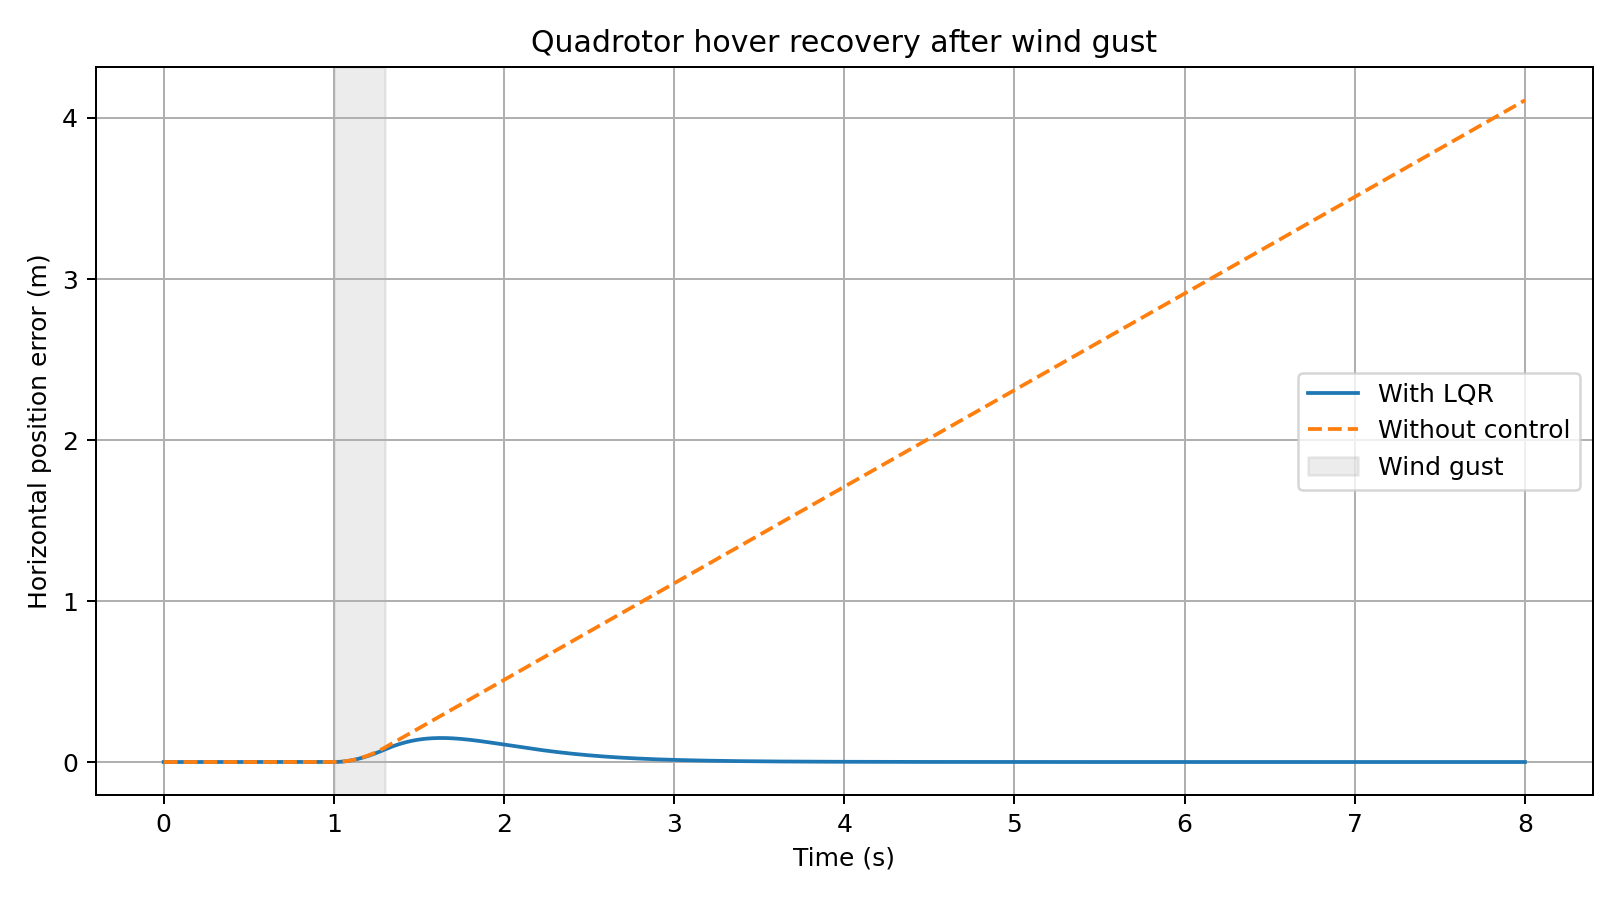 Quadrotor hover recovery after wind gust
Horizontal position error (m)
4
3
2
1
0
With LQR
Without control
Wind gust
0 1 2 3 4 5 6 7 8
Time (s)